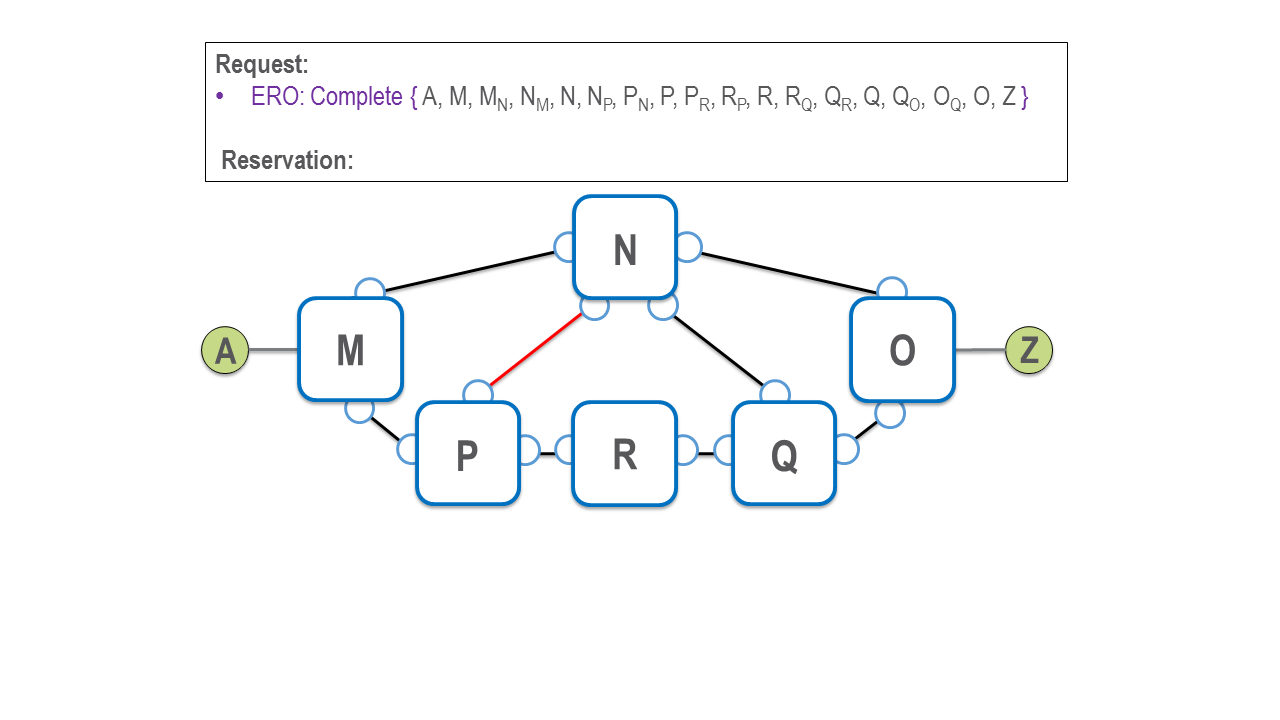 Request:
• ERO: Complete { A, M, M_N, N_M, N, N_P, P_N, P, P_R, R_P, R, R_Q, Q_R, Q, Q_O, O_Q, O, Z }
Reservation:
N
A
M
O
Z
P
R
Q